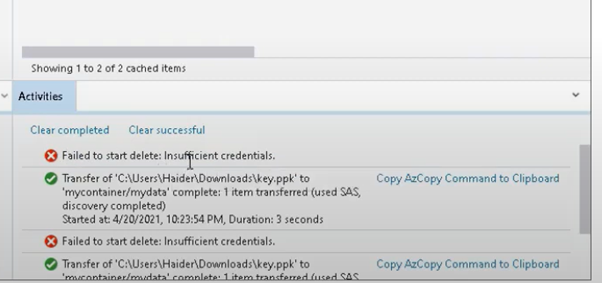 Showing 1 to 2 of 2 cached items
Activities
Clear completed Clear successful
Failed to start delete: Insufficient credentials.
Transfer of 'C:\Users\Haider\Downloads\key.ppk' to Copy AzCopy Command to Clipboard
'mycontainer/mydata' complete: 1 item transferred (used SAS,
discovery completed)
Started at: 4/20/2021, 10:23:54 PM, Duration: 3 seconds
Failed to start delete: Insufficient credentials.
Transfer of 'C:\Users\Haider\Downloads\key.ppk' to Copy AzCopy Command to Clipboard
'mycontainer/mydata' complete: 1 item transferred (used SAS,